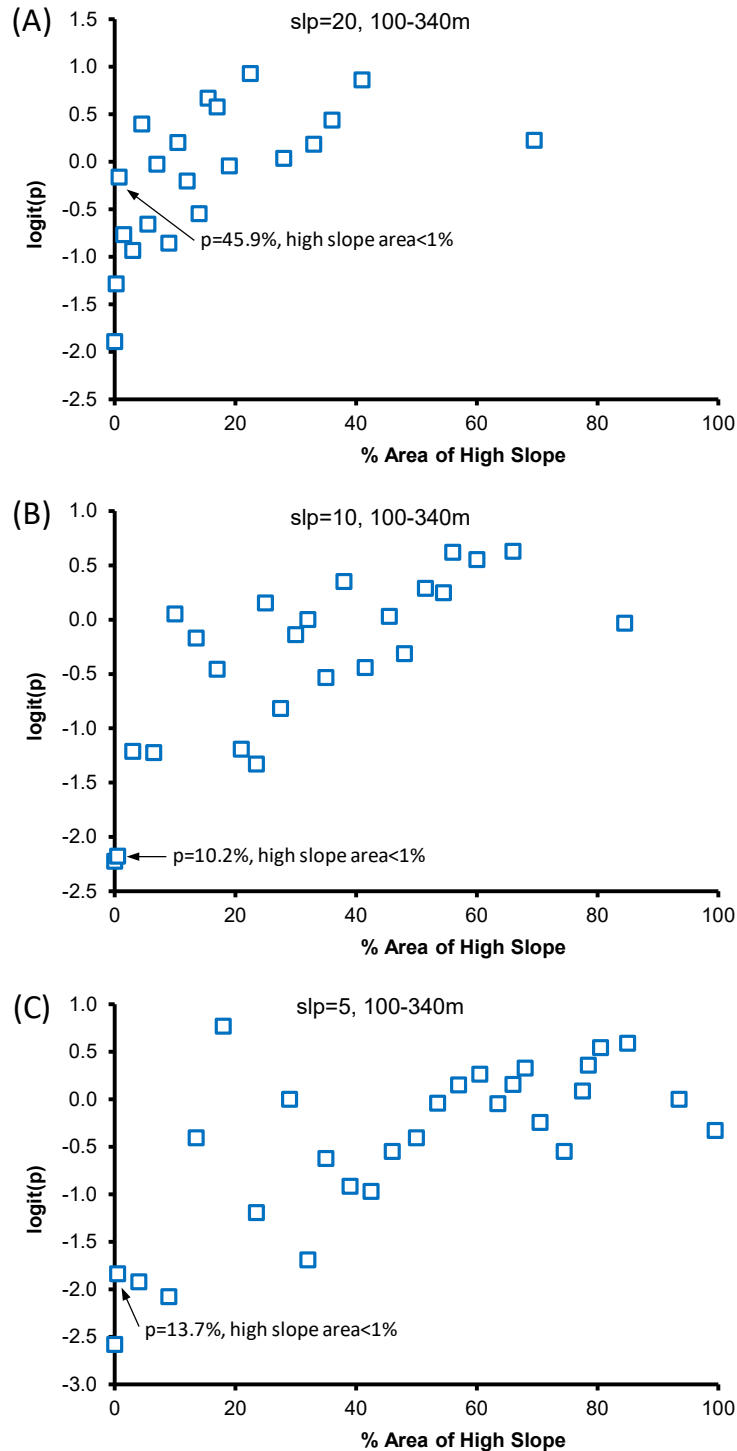 (A)
slp=20, 100-340m
1.5
1.0
0.5
0.0
-0.5
-1.0
-1.5
-2.0
-2.5
logit(p)
p=45.9%, high slope area<1%
0 20 40 60 80 100
% Area of High Slope
(B)
slp=10, 100-340m
1.0
0.5
0.0
-0.5
-1.0
-1.5
-2.0
-2.5
logit(p)
p=10.2%, high slope area<1%
0 20 40 60 80 100
% Area of High Slope
(C)
slp=5, 100-340m
1.0
0.5
0.0
-0.5
-1.0
-1.5
-2.0
-2.5
-3.0
logit(p)
p=13.7%, high slope area<1%
0 20 40 60 80 100
% Area of High Slope